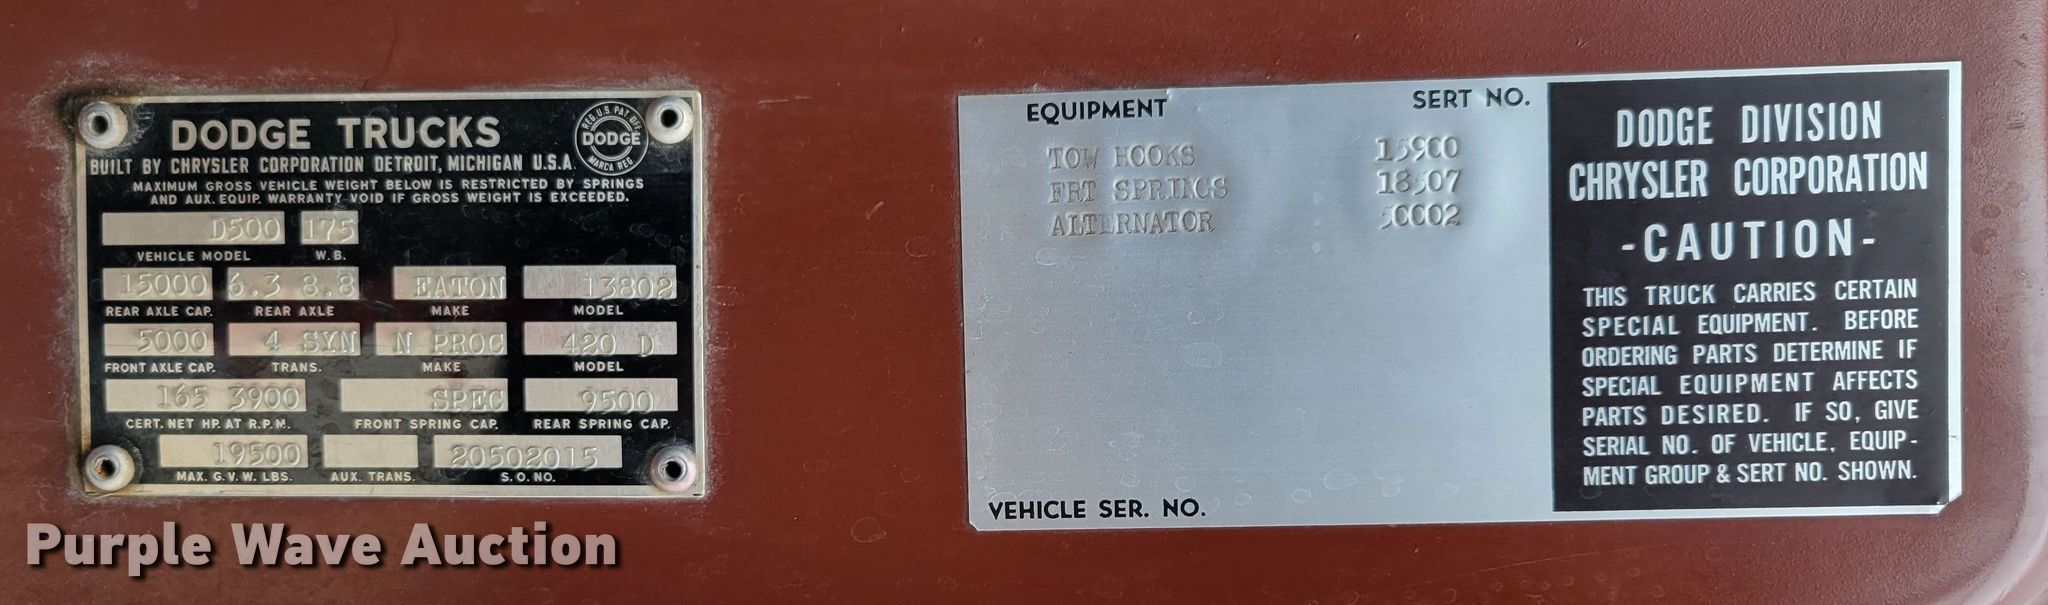 DODGE TRUCKS
REG. U.S. PAT. OFF.
DODGE
MARCA REG
BUILT BY CHRYSLER CORPORATION DETROIT, MICHIGAN U.S.A.
MAXIMUM GROSS VEHICLE WEIGHT BELOW IS RESTRICTED BY SPRINGS
AND AUX. EQUIP. WARRANTY VOID IF GROSS WEIGHT IS EXCEEDED.
D500 175
VEHICLE MODEL W.B.
15000 6.3 8.8 EATON 13802
REAR AXLE CAP. REAR AXLE MAKE MODEL
5000 4 SYN N PROC 420 D
FRONT AXLE CAP. TRANS. MAKE MODEL
165 3900 SPEC 9500
CERT. NET HP. AT R.P.M. FRONT SPRING CAP. REAR SPRING CAP.
19500 20502015
MAX. G.V.W. LBS. AUX. TRANS. S.O. NO.
EQUIPMENT SERT NO.
TOW HOOKS 15900
FRT SPRINGS 18507
ALTERNATOR 50002
VEHICLE SER. NO.
DODGE DIVISION
CHRYSLER CORPORATION
-CAUTION-
THIS TRUCK CARRIES CERTAIN
SPECIAL EQUIPMENT. BEFORE
ORDERING PARTS DETERMINE IF
SPECIAL EQUIPMENT AFFECTS
PARTS DESIRED. IF SO, GIVE
SERIAL NO. OF VEHICLE, EQUIP-
MENT GROUP & SERT NO. SHOWN.
Purple Wave Auction